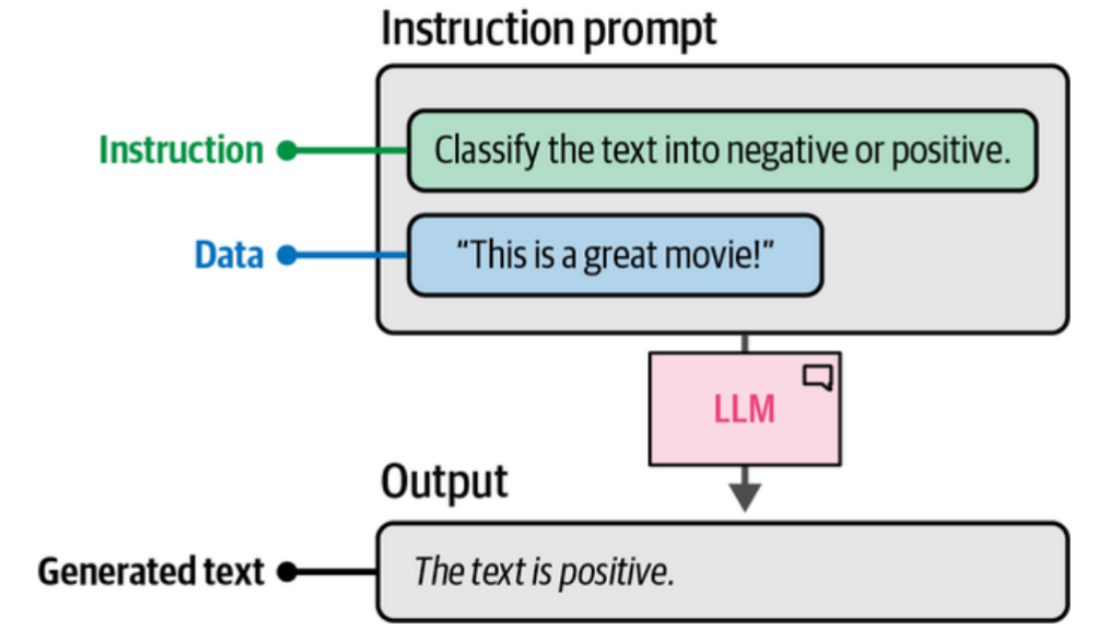 Instruction prompt
Instruction
Classify the text into negative or positive.
Data
“This is a great movie!”
LLM
Output
Generated text
The text is positive.